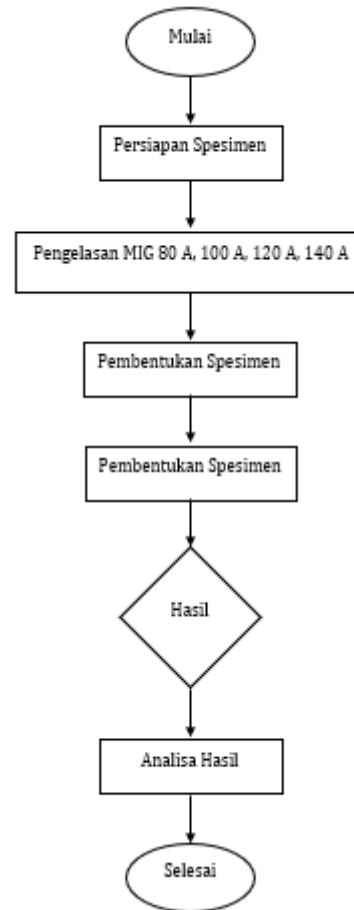 Mulai
Persiapan Spesimen
Pengelasan MIG 80 A, 100 A, 120 A, 140 A
Pembentukan Spesimen
Pembentukan Spesimen
Hasil
Analisa Hasil
Selesai